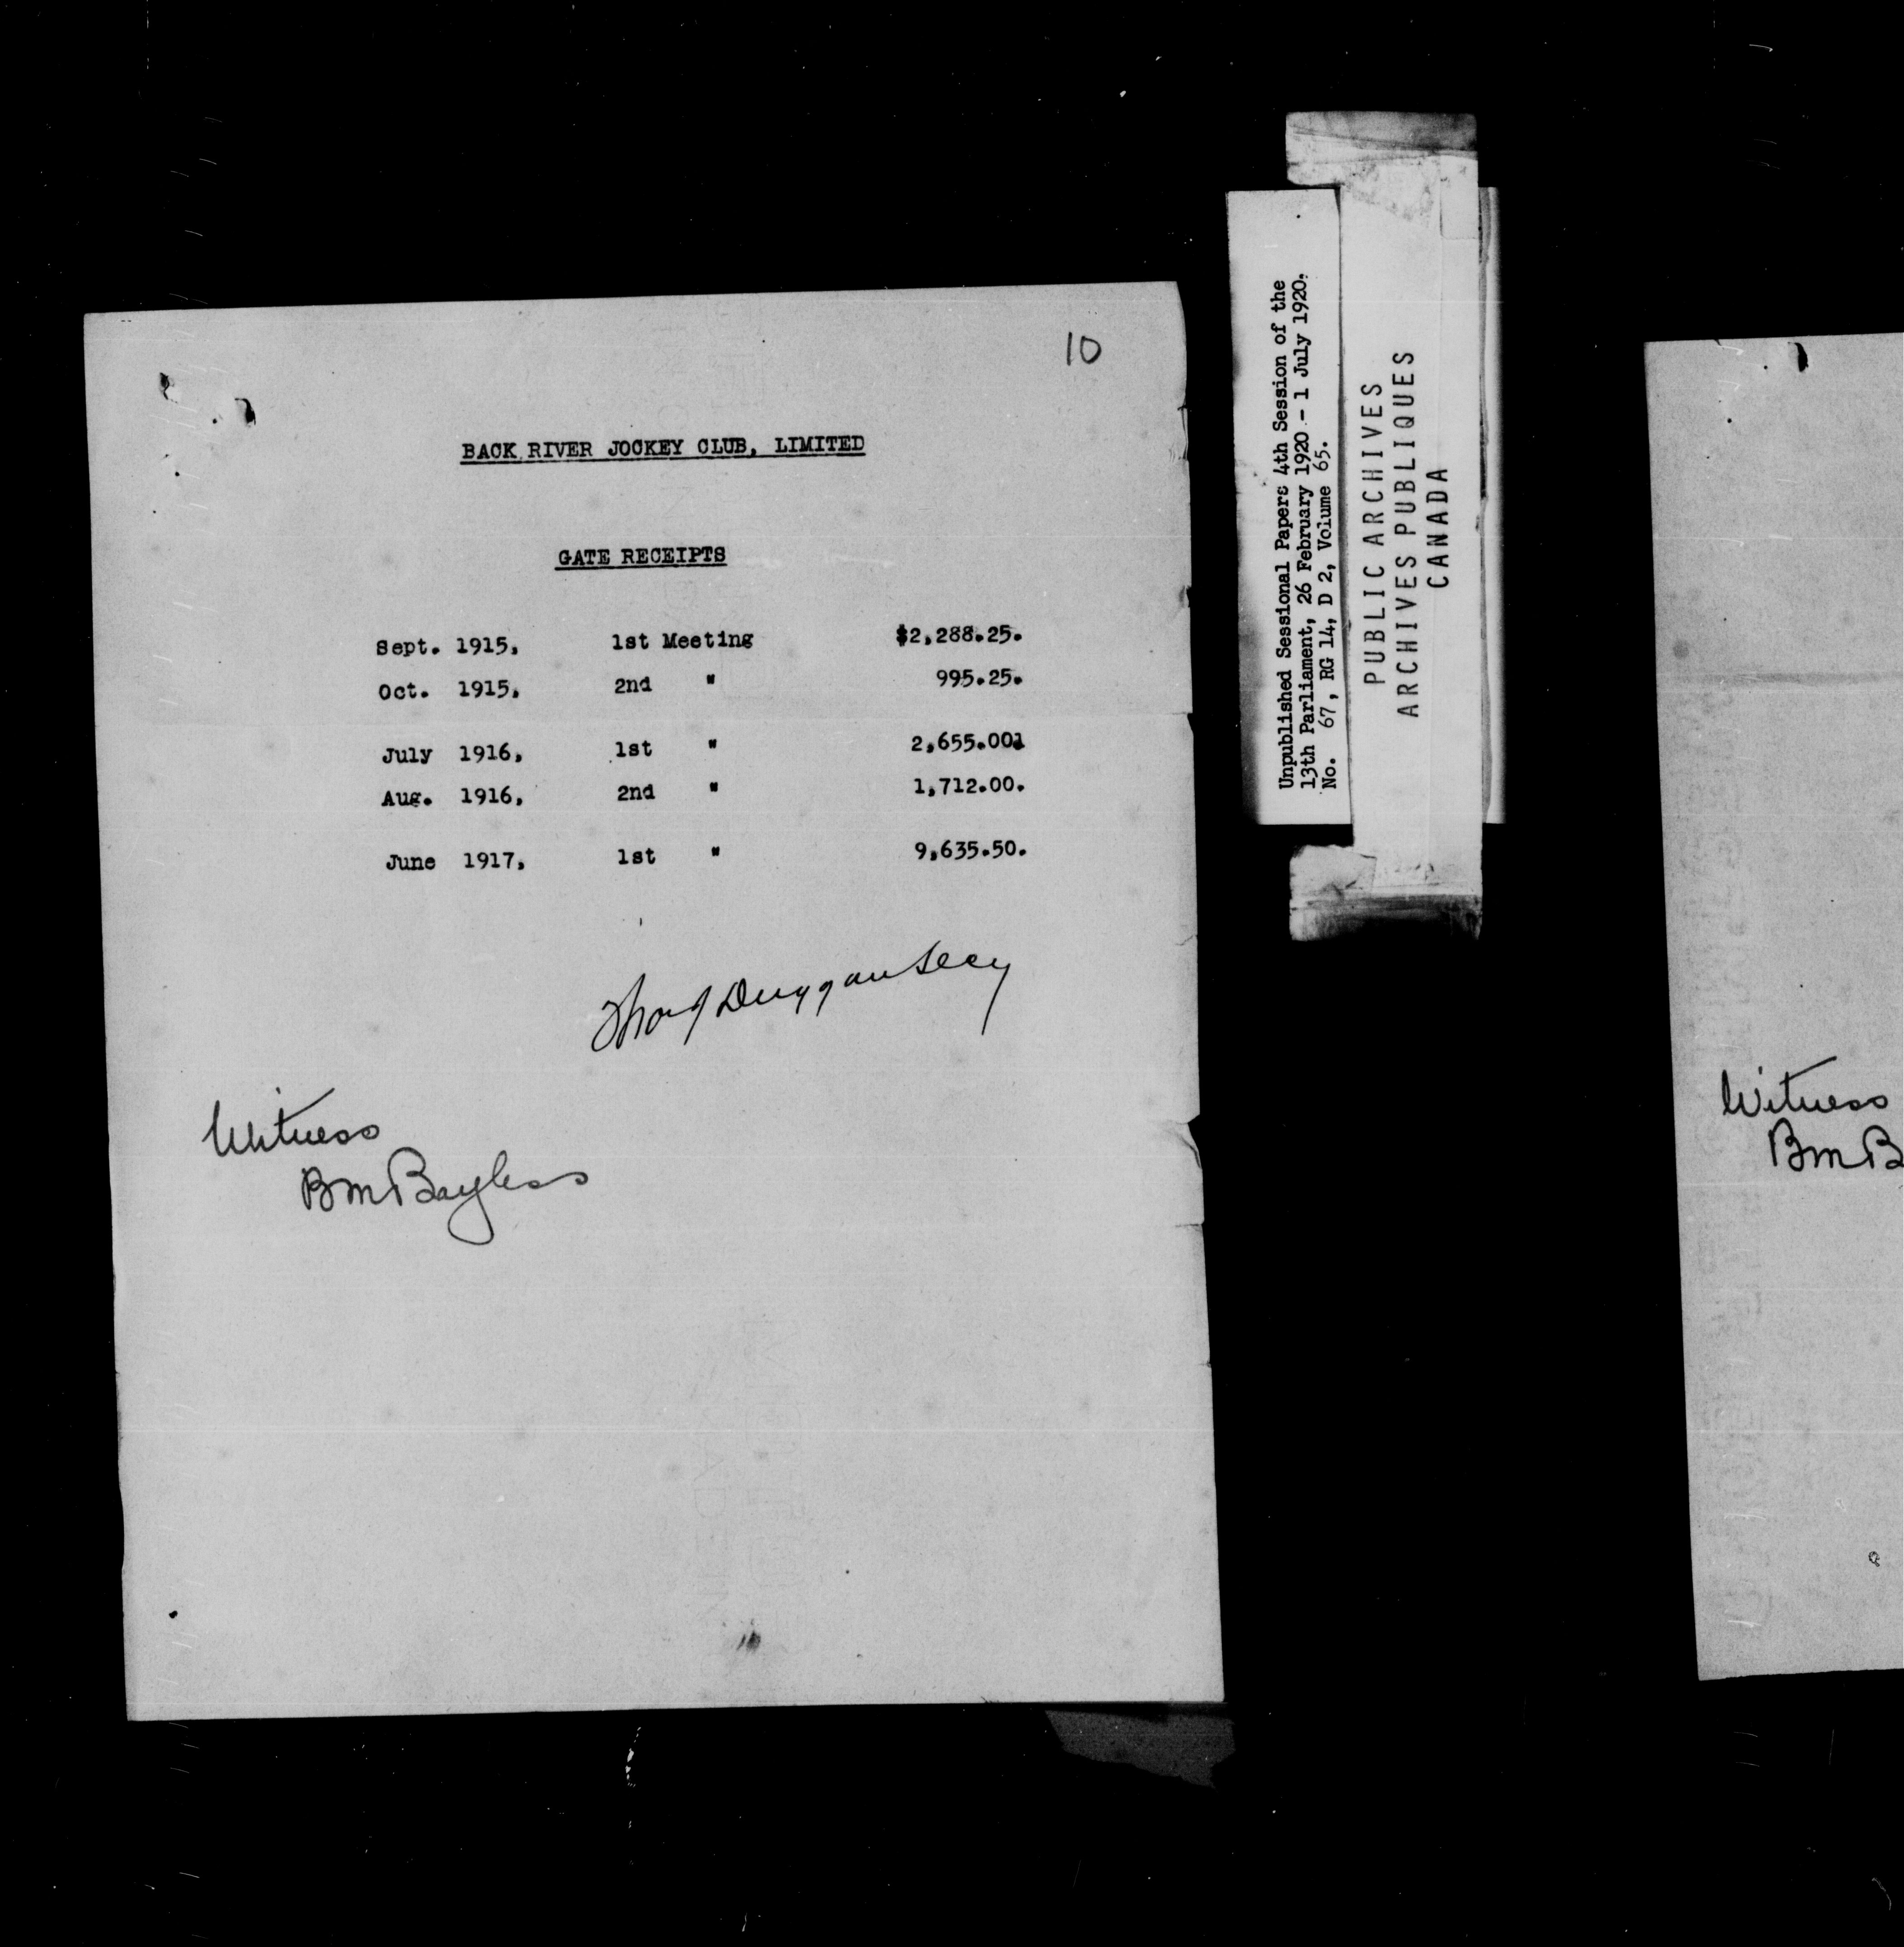 10
BACK RIVER JOCKEY CLUB, LIMITED
GATE RECEIPTS
Sept. 1915, 1st Meeting $2,288.25.
Oct. 1915, 2nd " 995.25.
July 1916, 1st " 2,655.00
Aug. 1916, 2nd " 1,712.00.
June 1917, 1st " 9,635.50.
Duggan Secy
Witness
BM Bayless
Unpublished Sessional Papers 4th Session of the
13th Parliament, 26 February 1920 - 1 July 1920.
No. 67, RG 14, D 2, Volume 65.
PUBLIC ARCHIVES
ARCHIVES PUBLIQUES
CANADA
Witness
BM B